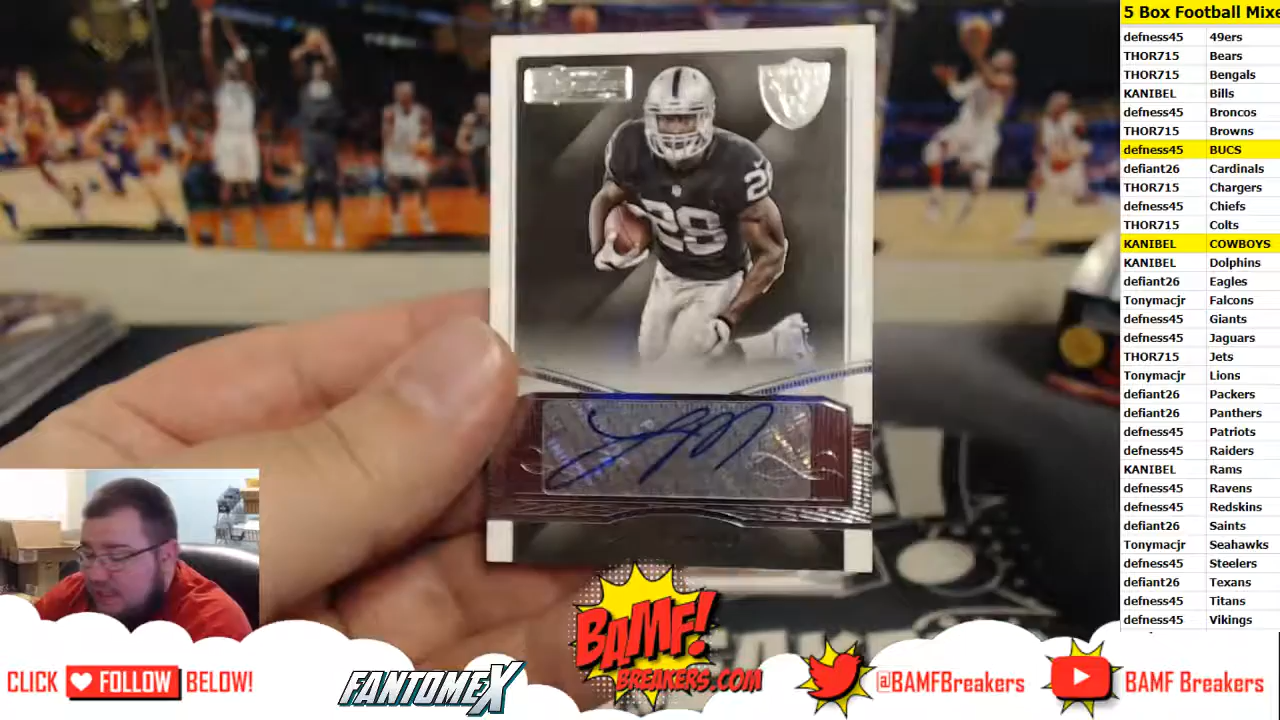 5 Box Football Mixe
defness45 49ers
THOR715 Bears
THOR715 Bengals
KANIBEL Bills
defness45 Broncos
THOR715 Browns
defness45 BUCS
defiant26 Cardinals
THOR715 Chargers
defness45 Chiefs
THOR715 Colts
KANIBEL COWBOYS
KANIBEL Dolphins
defiant26 Eagles
Tonymacjr Falcons
defness45 Giants
defness45 Jaguars
THOR715 Jets
Tonymacjr Lions
defiant26 Packers
defiant26 Panthers
defness45 Patriots
defness45 Raiders
KANIBEL Rams
defness45 Ravens
defness45 Redskins
defiant26 Saints
Tonymacjr Seahawks
defness45 Steelers
defiant26 Texans
defness45 Titans
defness45 Vikings
28
CLICK FOLLOW BELOW!
FANTOMEX
BAMF!
BREAKERS.COM
@BAMFBreakers
BAMF Breakers